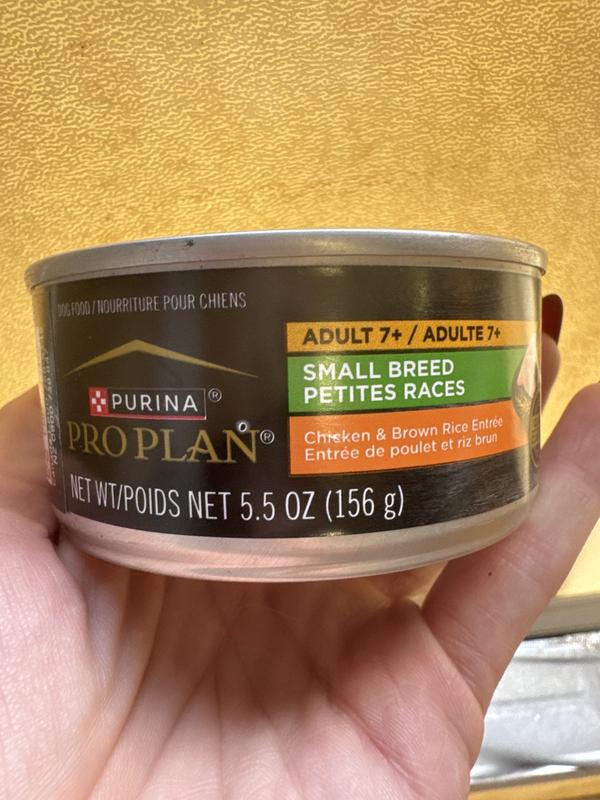 DOG FOOD / NOURRITURE POUR CHIENS
PURINA®
PRO PLAN®
ADULT 7+ / ADULTE 7+
SMALL BREED
PETITES RACES
Chicken & Brown Rice Entrée
Entrée de poulet et riz brun
NET WT/POIDS NET 5.5 OZ (156 g)